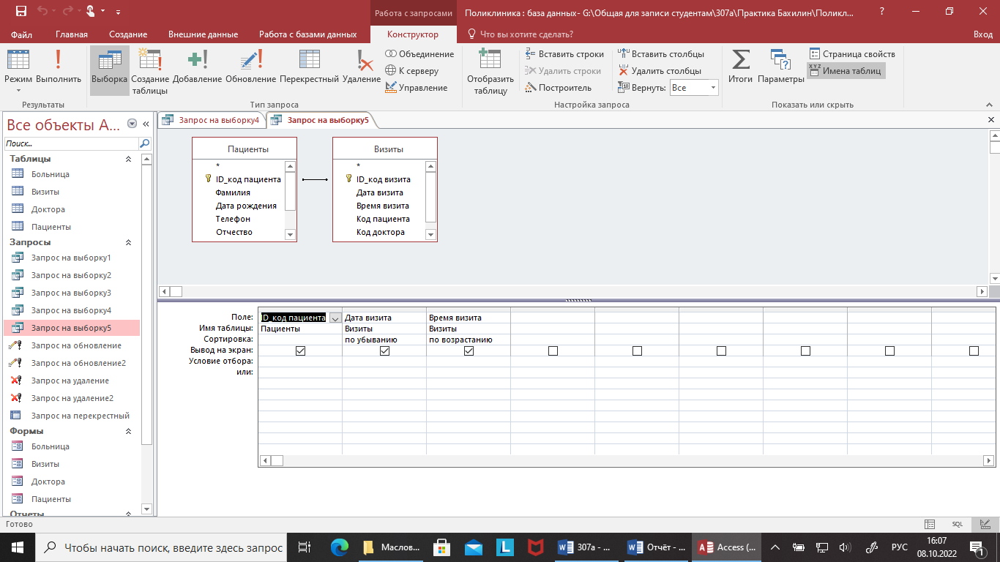 Работа с запросами
Поликлиника : база данных- G:\Общая для записи студентам\307а\Практика Бахилин\Поликл...
?
Файл
Главная
Создание
Внешние данные
Работа с базами данных
Конструктор
Что вы хотите сделать?
Вход
Режим
Выполнить
Результаты
Выборка
Создание таблицы
Добавление
Обновление
Перекрестный
Удаление
Объединение
К серверу
Управление
Тип запроса
Отобразить таблицу
Вставить строки
Удалить строки
Построитель
Вставить столбцы
Удалить столбцы
Вернуть:
Все
Настройка запроса
Итоги
Параметры
Страница свойств
XYZ
Имена таблиц
Показать или скрыть
Все объекты A...
Поиск...
Таблицы
Больница
Визиты
Доктора
Пациенты
Запросы
Запрос на выборку1
Запрос на выборку2
Запрос на выборку3
Запрос на выборку4
Запрос на выборку5
Запрос на обновление
Запрос на обновление2
Запрос на удаление
Запрос на удаление2
Запрос на перекрестный
Формы
Больница
Визиты
Доктора
Пациенты
Отчеты
Запрос на выборку4
Запрос на выборку5
Пациенты
*
ID_код пациента
Фамилия
Дата рождения
Телефон
Отчество
Визиты
*
ID_код визита
Дата визита
Время визита
Код пациента
Код доктора
Поле: ID_код пациента Дата визита Время визита
Имя таблицы: Пациенты Визиты Визиты
Сортировка: по убыванию по возрастанию
Вывод на экран:
Условие отбора:
или:
Готово
SQL
Чтобы начать поиск, введите здесь запрос
Маслов...
L
307а - ...
Отчёт - ...
Access (...
РУС
16:07
08.10.2022
1